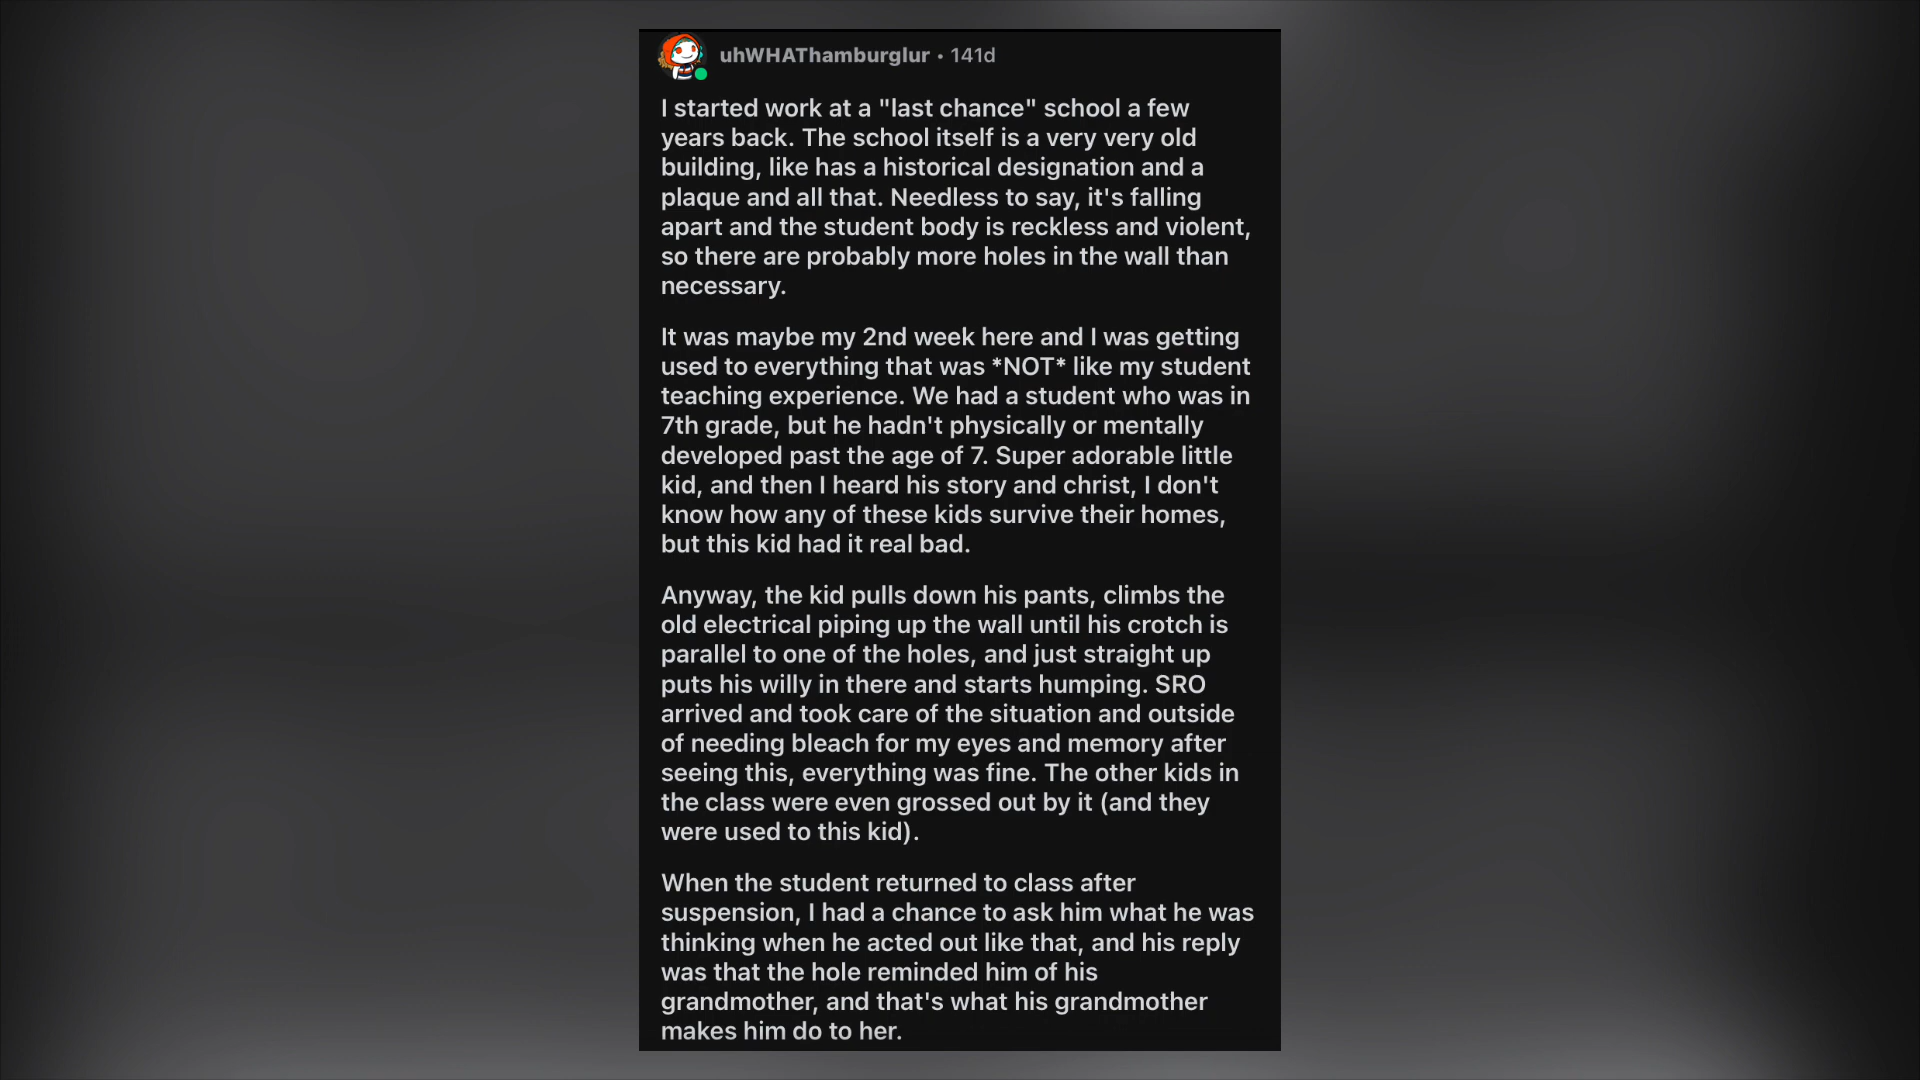 uhWHAThamburglur • 141d
I started work at a "last chance" school a few
years back. The school itself is a very very old
building, like has a historical designation and a
plaque and all that. Needless to say, it's falling
apart and the student body is reckless and violent,
so there are probably more holes in the wall than
necessary.
It was maybe my 2nd week here and I was getting
used to everything that was *NOT* like my student
teaching experience. We had a student who was in
7th grade, but he hadn't physically or mentally
developed past the age of 7. Super adorable little
kid, and then I heard his story and christ, I don't
know how any of these kids survive their homes,
but this kid had it real bad.
Anyway, the kid pulls down his pants, climbs the
old electrical piping up the wall until his crotch is
parallel to one of the holes, and just straight up
puts his willy in there and starts humping. SRO
arrived and took care of the situation and outside
of needing bleach for my eyes and memory after
seeing this, everything was fine. The other kids in
the class were even grossed out by it (and they
were used to this kid).
When the student returned to class after
suspension, I had a chance to ask him what he was
thinking when he acted out like that, and his reply
was that the hole reminded him of his
grandmother, and that's what his grandmother
makes him do to her.